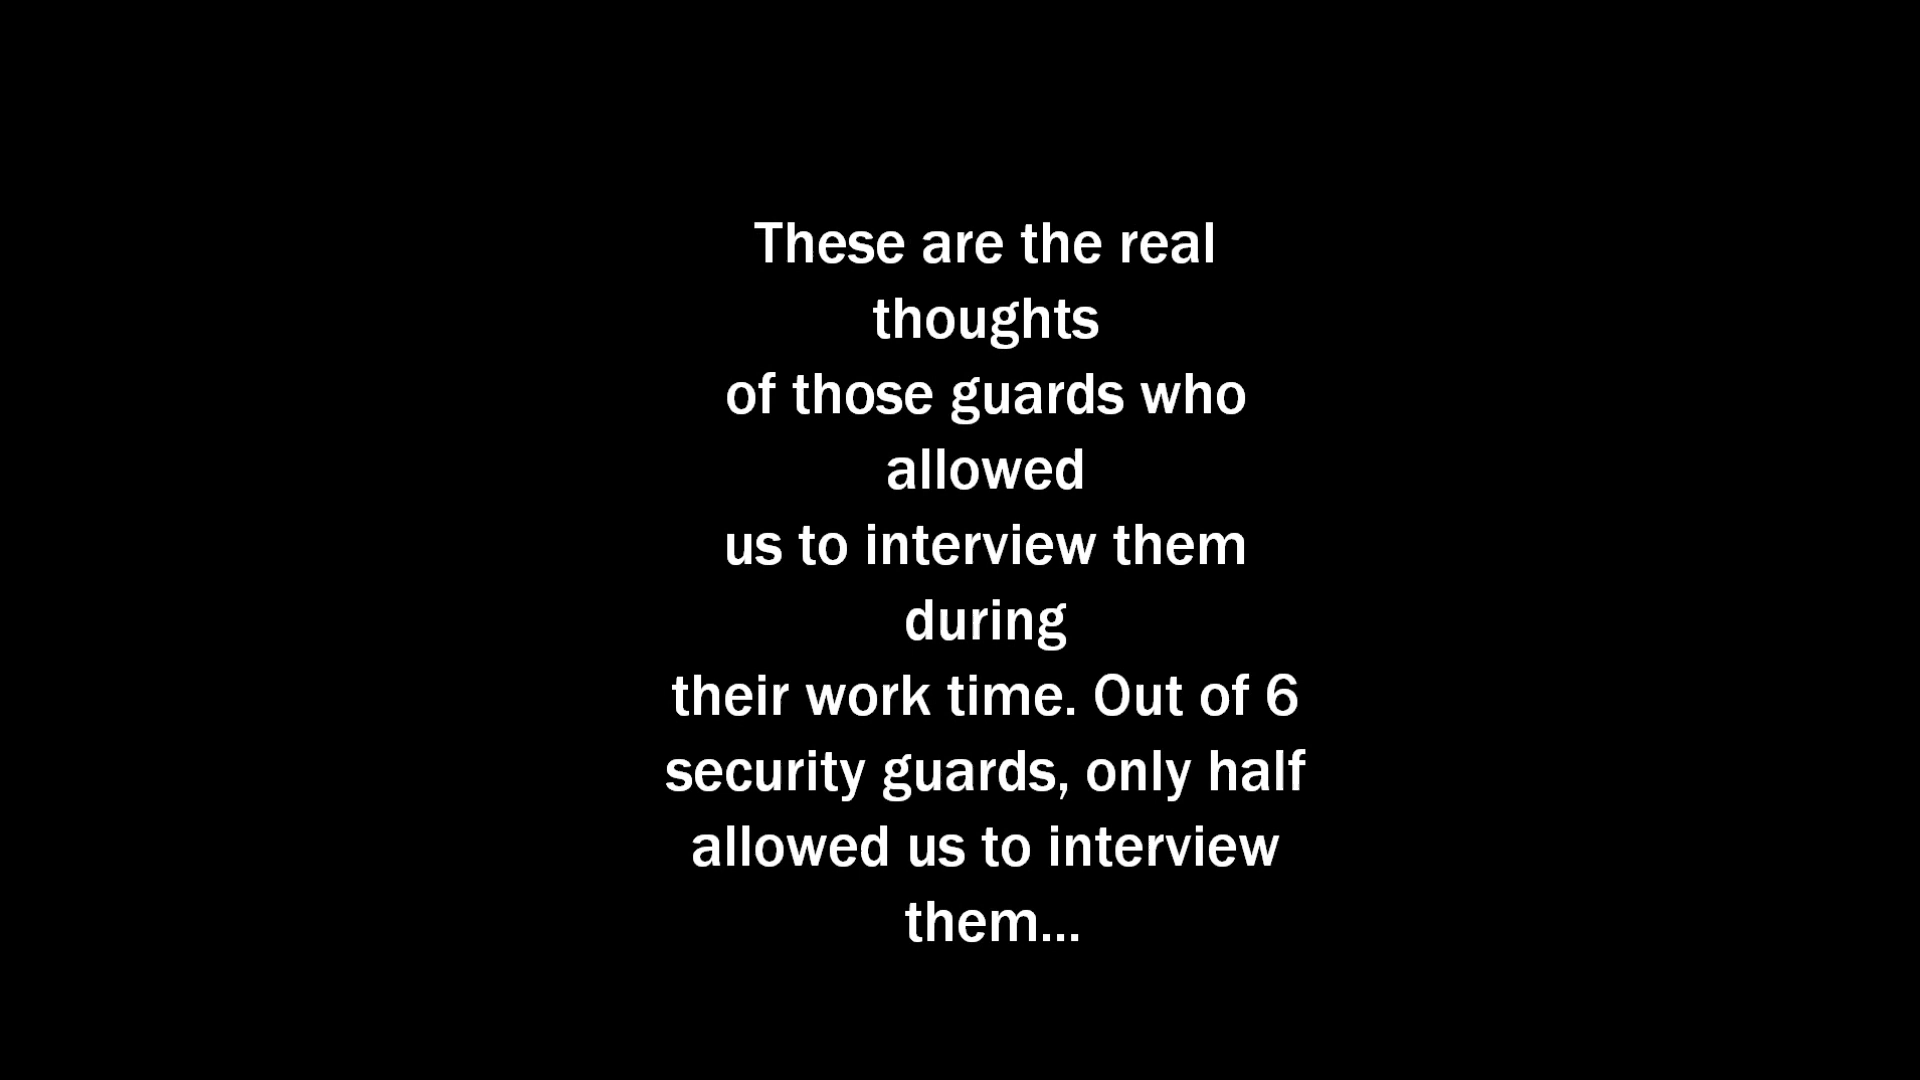 These are the real
thoughts
of those guards who
allowed
us to interview them
during
their work time. Out of 6
security guards, only half
allowed us to interview
them...